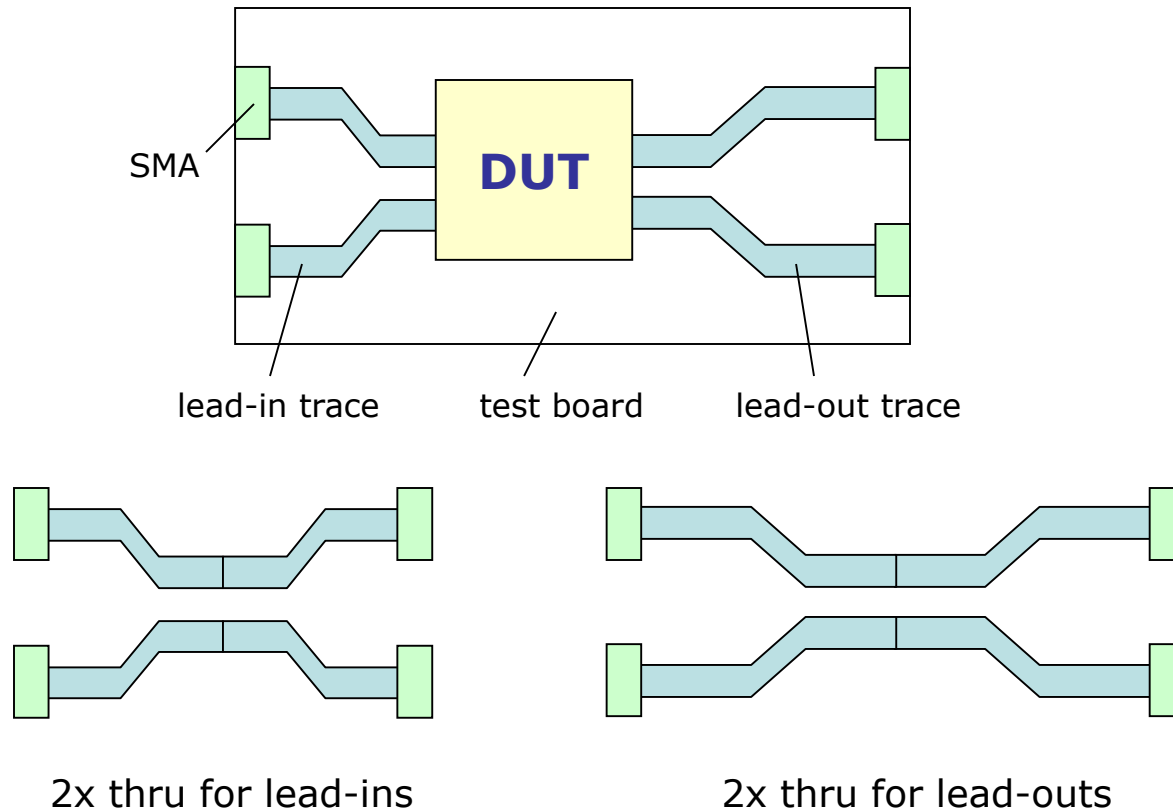 SMA
DUT
lead-in trace
test board
lead-out trace
2x thru for lead-ins
2x thru for lead-outs